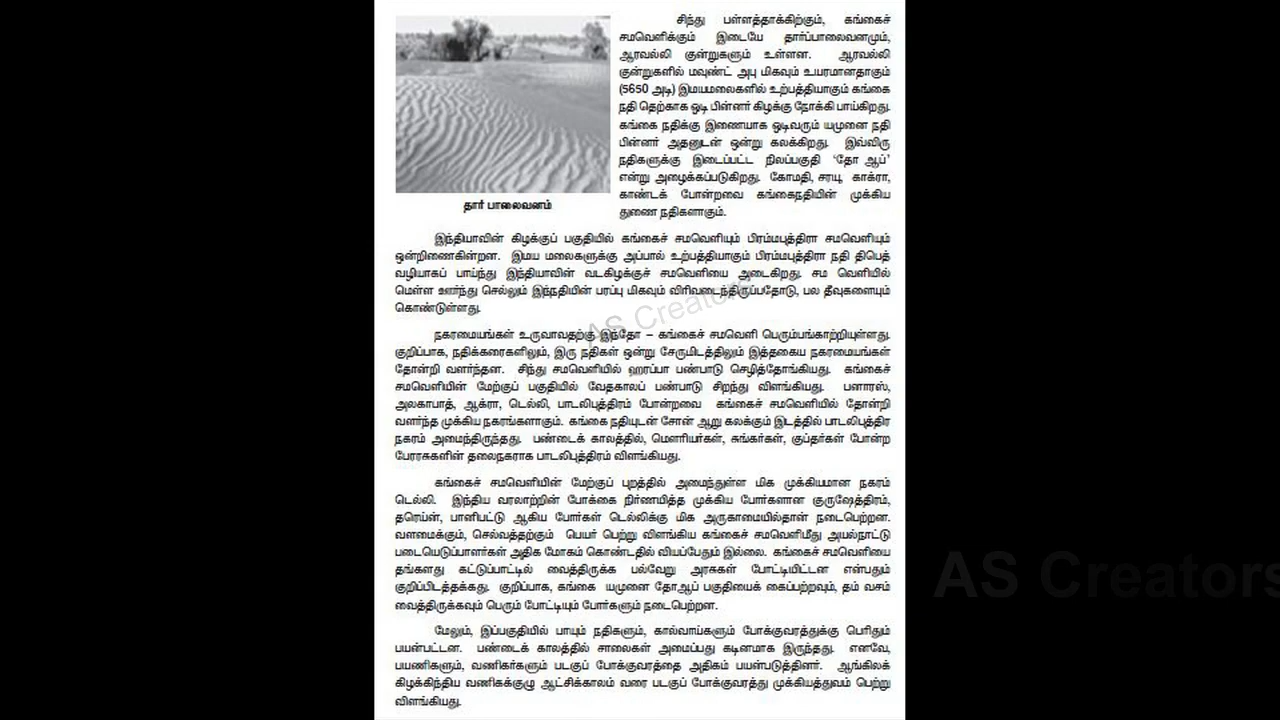 சிந்து பள்ளத்தாக்கிற்கும், கங்கைச்
சமவெளிக்கும் இடையே தார்ப்பாலைவனமும்,
ஆரவல்லி குன்றுகளும் உள்ளன. ஆரவல்லி
குன்றுகளில் மவுண்ட் அபு மிகவும் உயரமானதாகும்
(5650 அடி) இமயமலைகளில் உற்பத்தியாகும் கங்கை
நதி தெற்காக ஓடி பின்னர் கிழக்கு நோக்கி பாய்கிறது.
கங்கை நதிக்கு இணையாக ஓடிவரும் யமுனை நதி
பின்னர் அதனுடன் ஒன்று கலக்கிறது. இவ்விரு
நதிகளுக்கு இடைப்பட்ட நிலப்பகுதி ‘தோ ஆப்’
என்று அழைக்கப்படுகிறது. கோமதி, சரயு, காக்ரா,
காண்டக் போன்றவை கங்கைநதியின் முக்கிய
துணை நதிகளாகும்.
தார் பாலைவனம்
இந்தியாவின் கிழக்குப் பகுதியில் கங்கைச் சமவெளியும் பிரம்மபுத்திரா சமவெளியும்
ஒன்றிணைகின்றன. இமய மலைகளுக்கு அப்பால் உற்பத்தியாகும் பிரம்மபுத்திரா நதி திபெத்
வழியாகப் பாய்ந்து இந்தியாவின் வடகிழக்குச் சமவெளியை அடைகிறது. சம வெளியில்
மெள்ள ஊர்ந்து செல்லும் இந்நதியின் பரப்பு மிகவும் விரிவடைந்திருப்பதோடு, பல தீவுகளையும்
கொண்டுள்ளது.
நகரமையங்கள் உருவாவதற்கு இந்தோ – கங்கைச் சமவெளி பெரும்பங்காற்றியுள்ளது.
குறிப்பாக, நதிக்கரைகளிலும், இரு நதிகள் ஒன்று சேருமிடத்திலும் இத்தகைய நகரமையங்கள்
தோன்றி வளர்ந்தன. சிந்து சமவெளியில் ஹரப்பா பண்பாடு செழித்தோங்கியது. கங்கைச்
சமவெளியின் மேற்குப் பகுதியில் வேதகாலப் பண்பாடு சிறந்து விளங்கியது. பனாரஸ்,
அலகாபாத், ஆக்ரா, டெல்லி, பாடலிபுத்திரம் போன்றவை கங்கைச் சமவெளியில் தோன்றி
வளர்ந்த முக்கிய நகரங்களாகும். கங்கை நதியுடன் சோன் ஆறு கலக்கும் இடத்தில் பாடலிபுத்திர
நகரம் அமைந்திருந்தது. பண்டைக் காலத்தில், மௌரியர்கள், சுங்கர்கள், குப்தர்கள் போன்ற
பேரரசுகளின் தலைநகராக பாடலிபுத்திரம் விளங்கியது.
கங்கைச் சமவெளியின் மேற்குப் புறத்தில் அமைந்துள்ள மிக முக்கியமான நகரம்
டெல்லி. இந்திய வரலாற்றின் போக்கை நிர்ணயித்த முக்கிய போர்களான குருஷேத்திரம்,
தரெய்ன், பானிபட்டு ஆகிய போர்கள் டெல்லிக்கு மிக அருகாமையில்தான் நடைபெற்றன.
வளமைக்கும், செல்வத்தற்கும் பெயர் பெற்று விளங்கிய கங்கைச் சமவெளிமீது அயல்நாட்டு
படையெடுப்பாளர்கள் அதிக மோகம் கொண்டதில் வியப்பேதும் இல்லை. கங்கைச் சமவெளியை
தங்களது கட்டுப்பாட்டில் வைத்திருக்க பல்வேறு அரசுகள் போட்டியிட்டன என்பதும்
குறிப்பிடத்தக்கது. குறிப்பாக, கங்கை யமுனை தோஆப் பகுதியைக் கைப்பற்றவும், தம் வசம்
வைத்திருக்கவும் பெரும் போட்டியும் போர்களும் நடைபெற்றன.
மேலும், இப்பகுதியில் பாயும் நதிகளும், கால்வாய்களும் போக்குவரத்துக்கு பெரிதும்
பயன்பட்டன. பண்டைக் காலத்தில் சாலைகள் அமைப்பது கடினமாக இருந்தது. எனவே,
பயணிகளும், வணிகர்களும் படகுப் போக்குவரத்தை அதிகம் பயன்படுத்தினர். ஆங்கிலக்
கிழக்கிந்திய வணிகக்குழு ஆட்சிக்காலம் வரை படகுப் போக்குவரத்து முக்கியத்துவம் பெற்று
விளங்கியது.
AS Creators
AS Creators